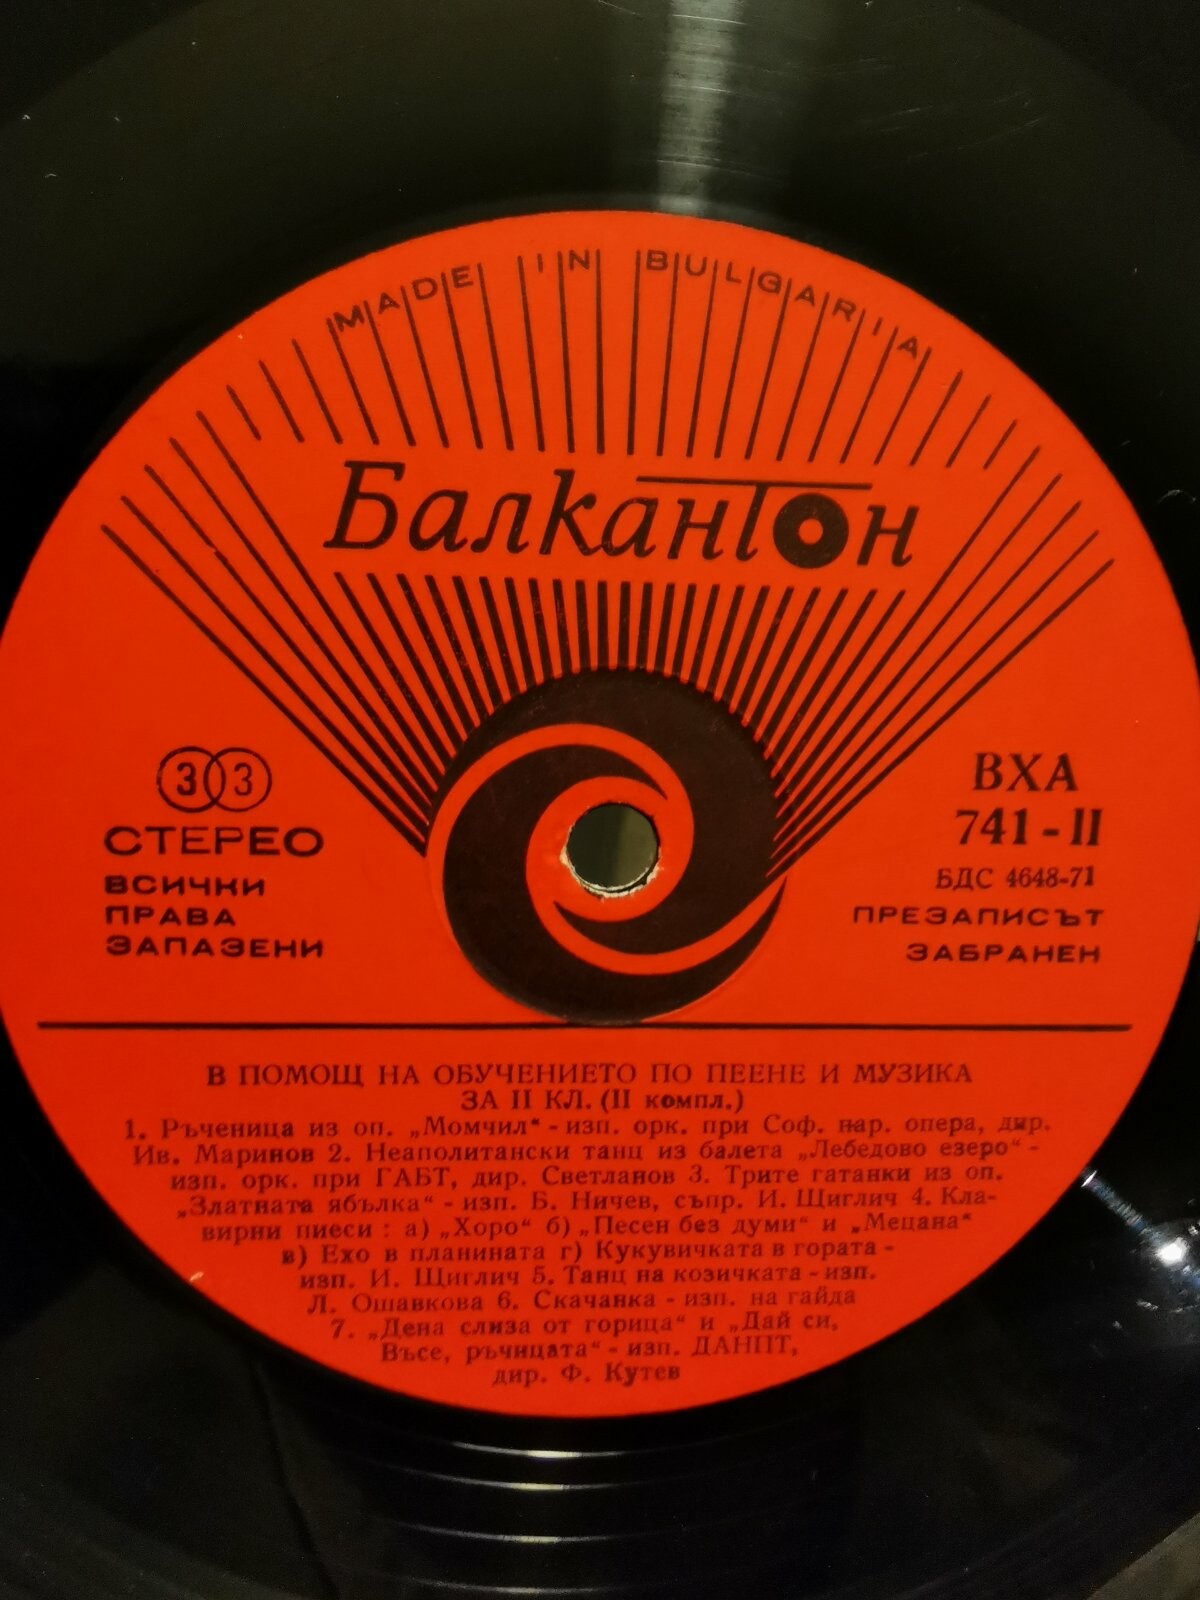 MADE IN BULGARIA
Балкантон
33
СТЕРЕО
ВСИЧКИ
ПРАВА
ЗАПАЗЕНИ
ВХА
741-II
БДС 4648-71
ПРЕЗАПИСЪТ
ЗАБРАНЕН
В ПОМОЩ НА ОБУЧЕНИЕТО ПО ПЕЕНЕ И МУЗИКА
ЗА II КЛ. (II компл.)
1. Ръченица из оп. „Момчил“ - изп. орк. при Соф. нар. опера, дир.
Ив. Маринов 2. Неаполитански танц из балета „Лебедово езеро“ -
изп. орк. при ГАБТ, дир. Светланов 3. Трите гатанки из оп.
„Златната ябълка“ - изп. Б. Ничев, съпр. И. Щиглич 4. Кла-
вирни пиеси : а) „Хоро“ б) „Песен без думи“ и „Мецана“
в) Ехо в планината г) Кукувичката в гората -
изп. И. Щиглич 5. Танц на козичката - изп.
Л. Ошавкова 6. Скачанка - изп. на гайда
7. „Дена слиза от горица“ и „Дай си,
Въсе, ръчицата“ - изп. ДАНПТ,
дир. Ф. Кутев